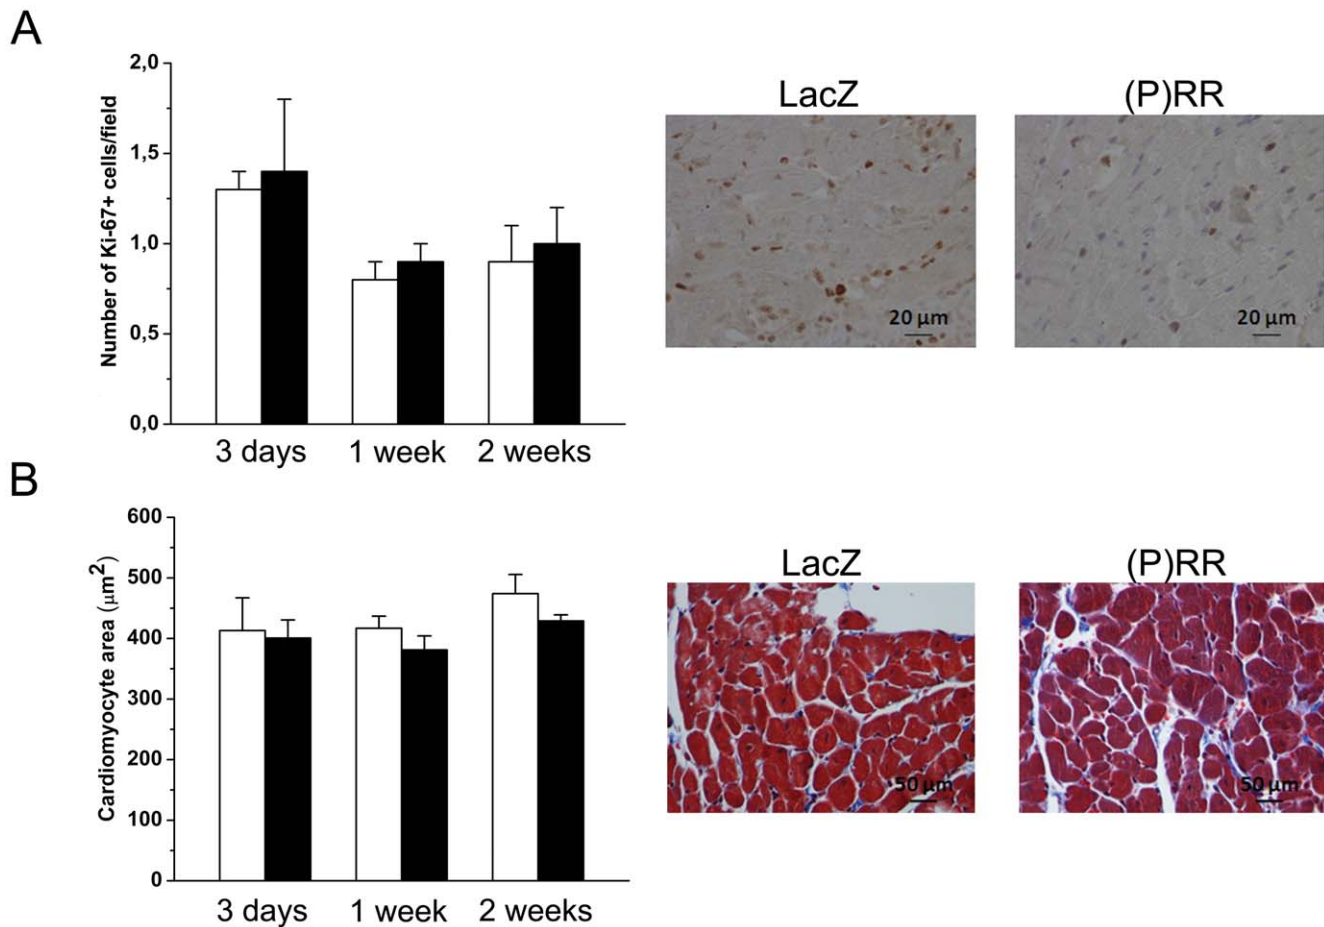 A
Number of Ki-67+ cells/field
2,0
1,5
1,0
0,5
0,0
3 days 1 week 2 weeks
LacZ
20 μm
(P)RR
20 μm
B
Cardiomyocyte area (μm²)
600
500
400
300
200
100
0
3 days 1 week 2 weeks
LacZ
50 μm
(P)RR
50 μm